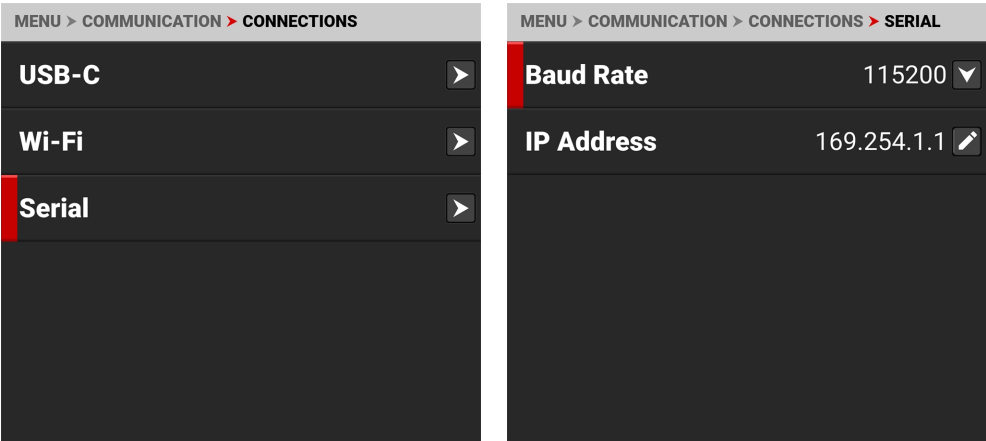 MENU > COMMUNICATION > CONNECTIONS
USB-C
Wi-Fi
Serial
MENU > COMMUNICATION > CONNECTIONS > SERIAL
Baud Rate 115200
IP Address 169.254.1.1